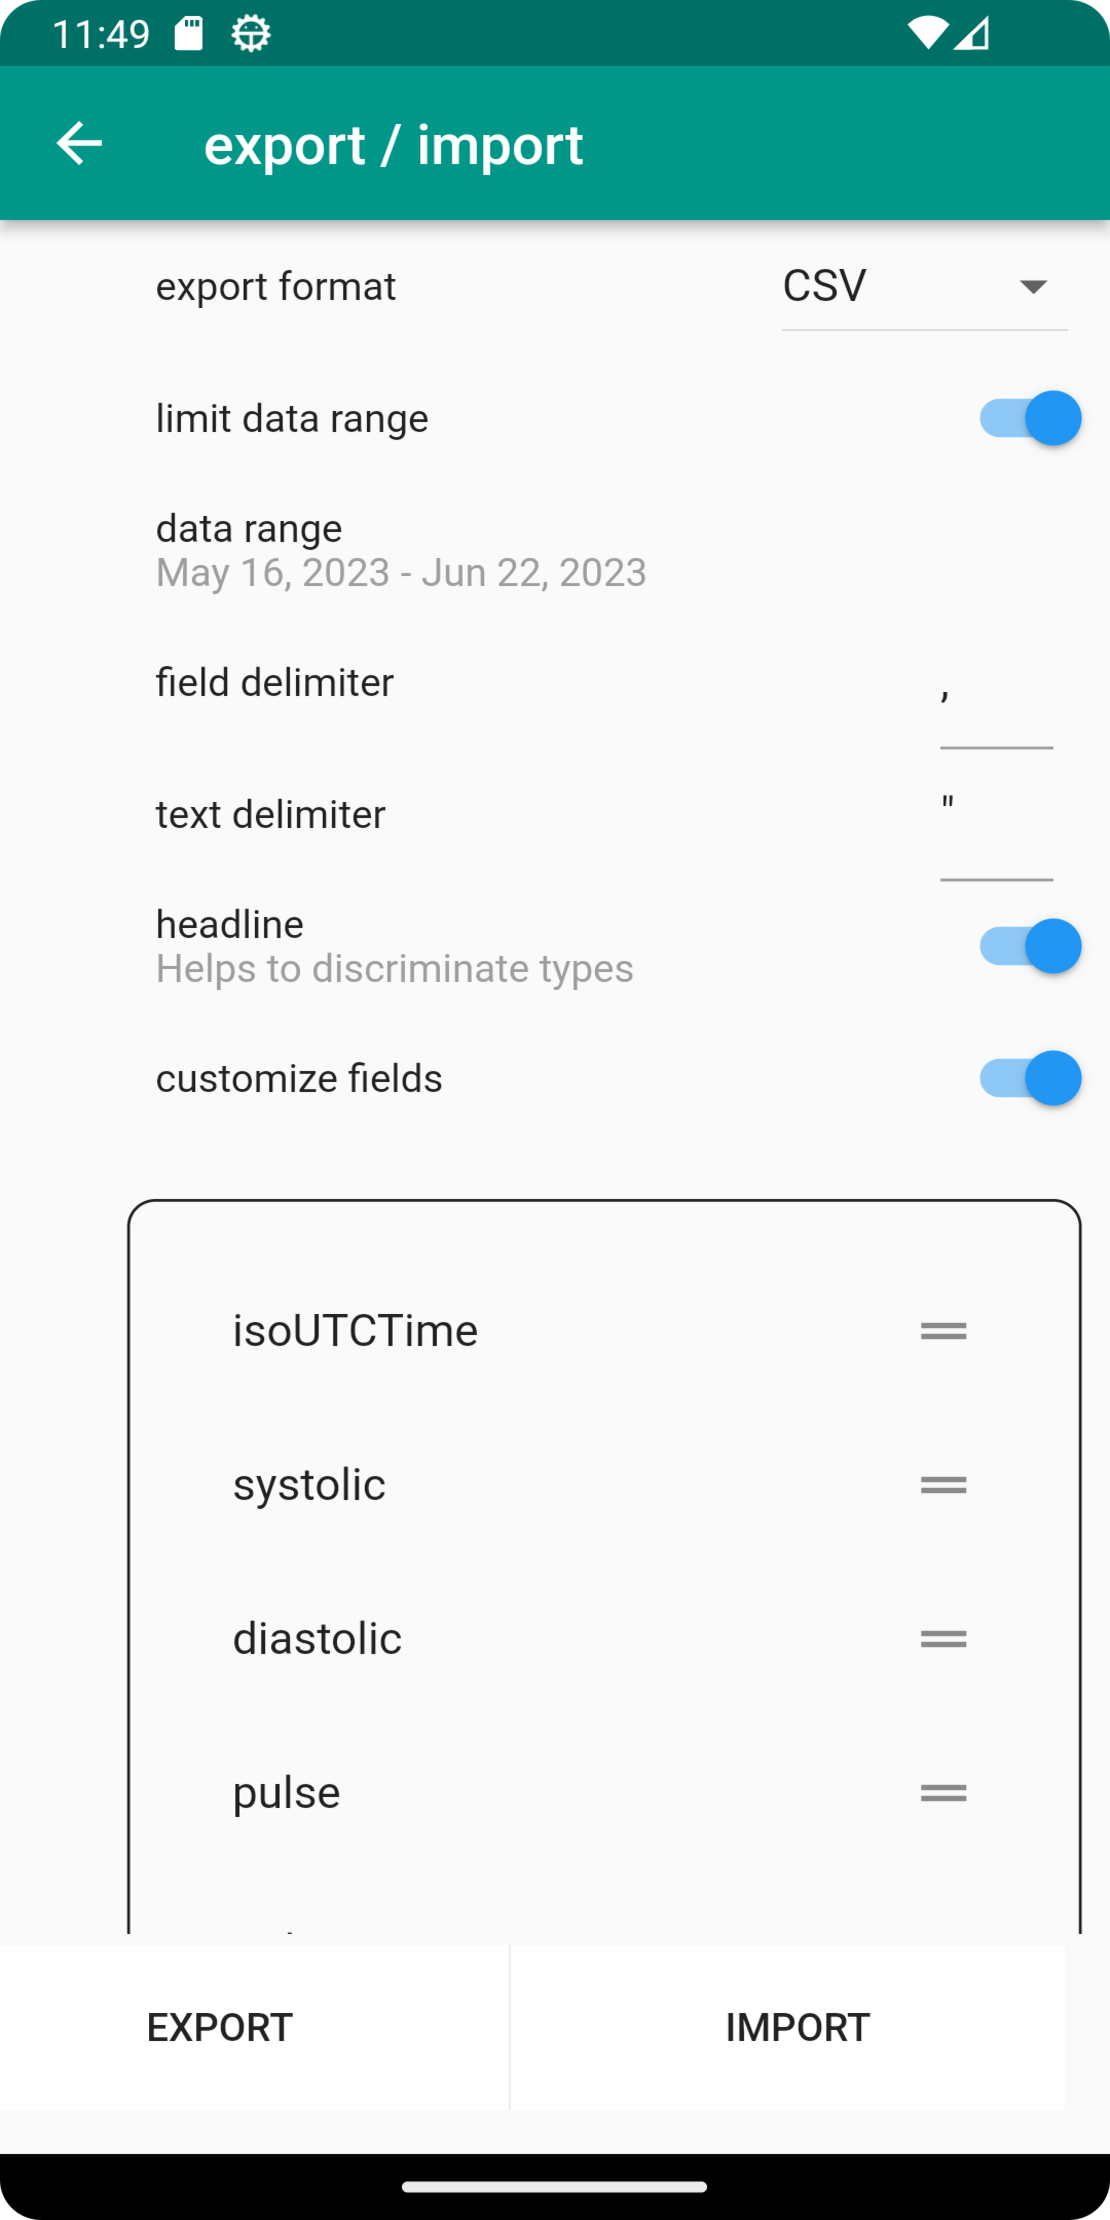 11:49
export / import
export format CSV
limit data range
data range
May 16, 2023 - Jun 22, 2023
field delimiter ,
text delimiter "
headline
Helps to discriminate types
customize fields
isoUTCTime
systolic
diastolic
pulse
EXPORT IMPORT